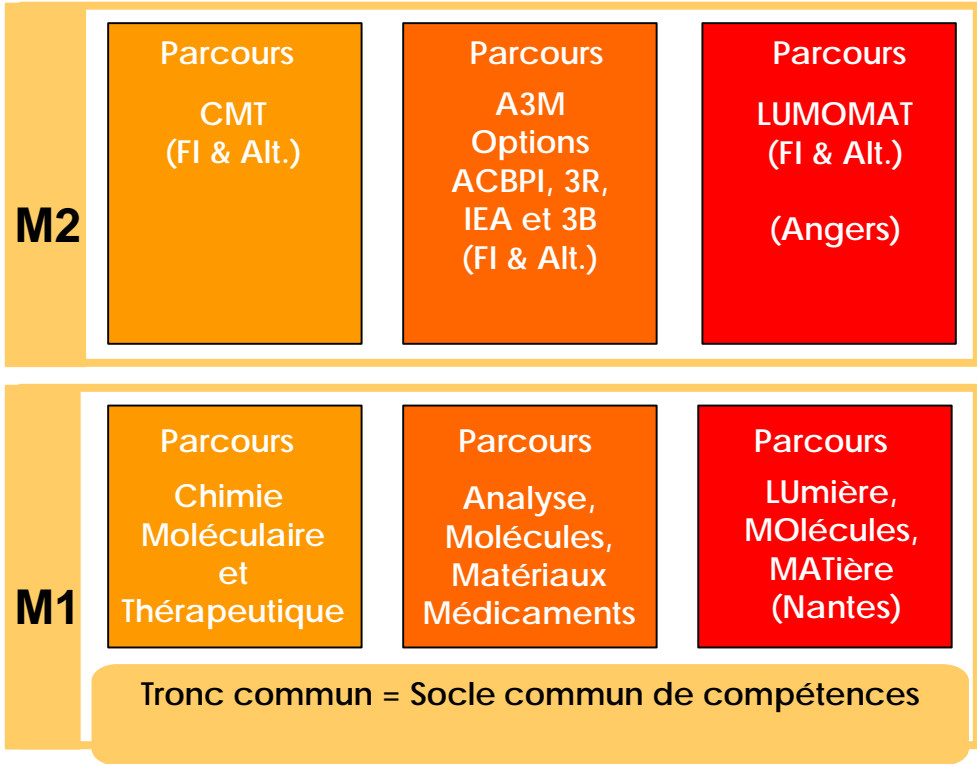 M2
Parcours
CMT
(FI & Alt.)
Parcours
A3M
Options
ACBPI, 3R,
IEA et 3B
(FI & Alt.)
Parcours
LUMOMAT
(FI & Alt.)
(Angers)
M1
Parcours
Chimie
Moléculaire
et
Thérapeutique
Parcours
Analyse,
Molécules,
Matériaux
Médicaments
Parcours
LUmière,
MOlécules,
MATière
(Nantes)
Tronc commun = Socle commun de compétences